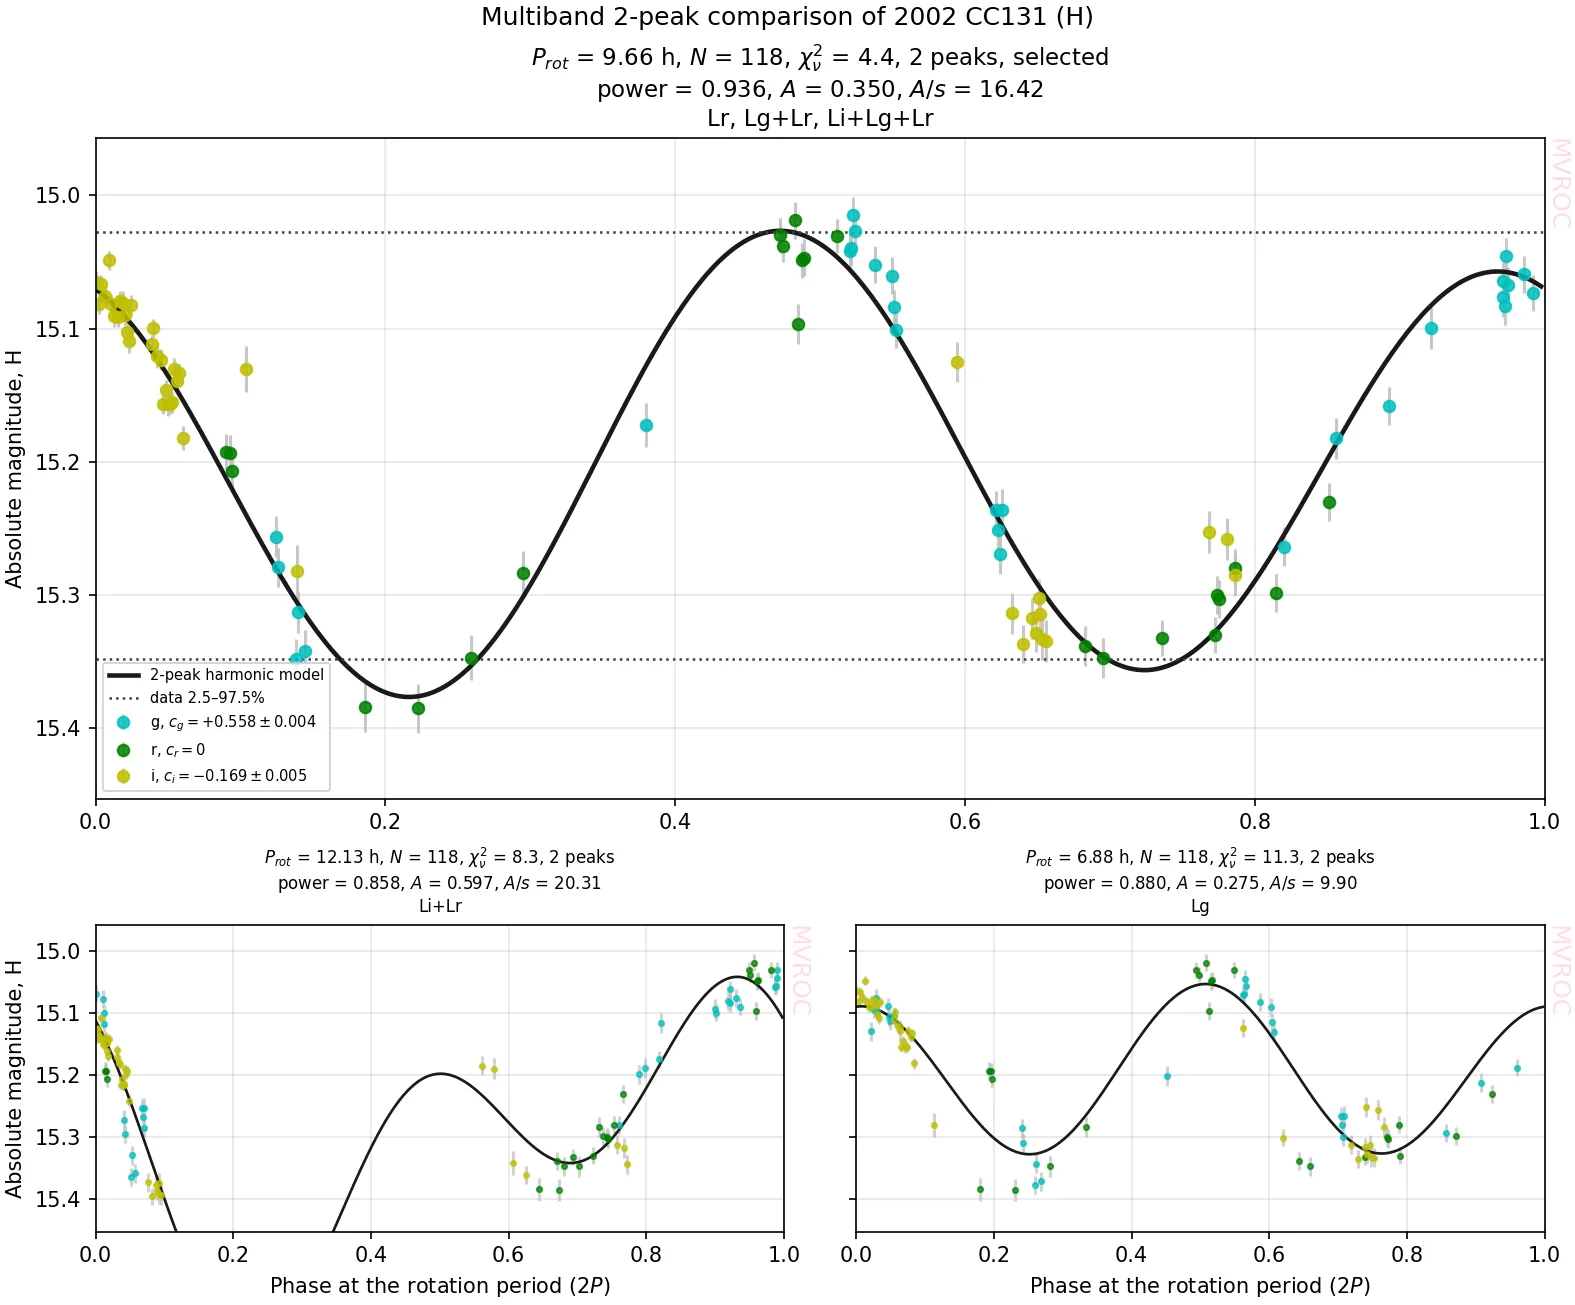 Multiband 2-peak comparison of 2002 CC131 (H)
P_rot = 9.66 h, N = 118, χ²_ν = 4.4, 2 peaks, selected
power = 0.936, A = 0.350, A/s = 16.42
Lr, Lg+Lr, Li+Lg+Lr
MVROC
Absolute magnitude, H
15.0
15.1
15.2
15.3
15.4
2-peak harmonic model
data 2.5–97.5%
g, c_g = +0.558 ± 0.004
r, c_r = 0
i, c_i = −0.169 ± 0.005
0.0 0.2 0.4 0.6 0.8 1.0
P_rot = 12.13 h, N = 118, χ²_ν = 8.3, 2 peaks
power = 0.858, A = 0.597, A/s = 20.31
Li+Lr
MVROC
Absolute magnitude, H
15.0
15.1
15.2
15.3
15.4
0.0 0.2 0.4 0.6 0.8 1.0
Phase at the rotation period (2P)
P_rot = 6.88 h, N = 118, χ²_ν = 11.3, 2 peaks
power = 0.880, A = 0.275, A/s = 9.90
Lg
MVROC
0.0 0.2 0.4 0.6 0.8 1.0
Phase at the rotation period (2P)